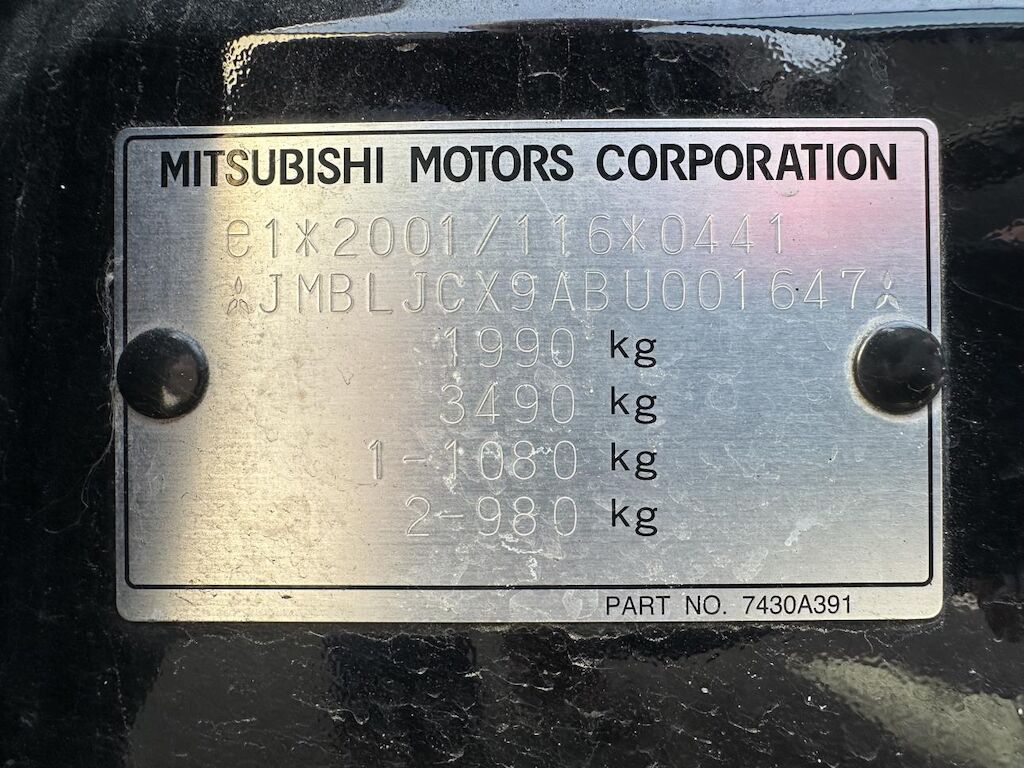 MITSUBISHI MOTORS CORPORATION
e1*2001/116*0441
JMBLJCX9ABU001647
1990 kg
3490 kg
1-1080 kg
2-980 kg
PART NO. 7430A391